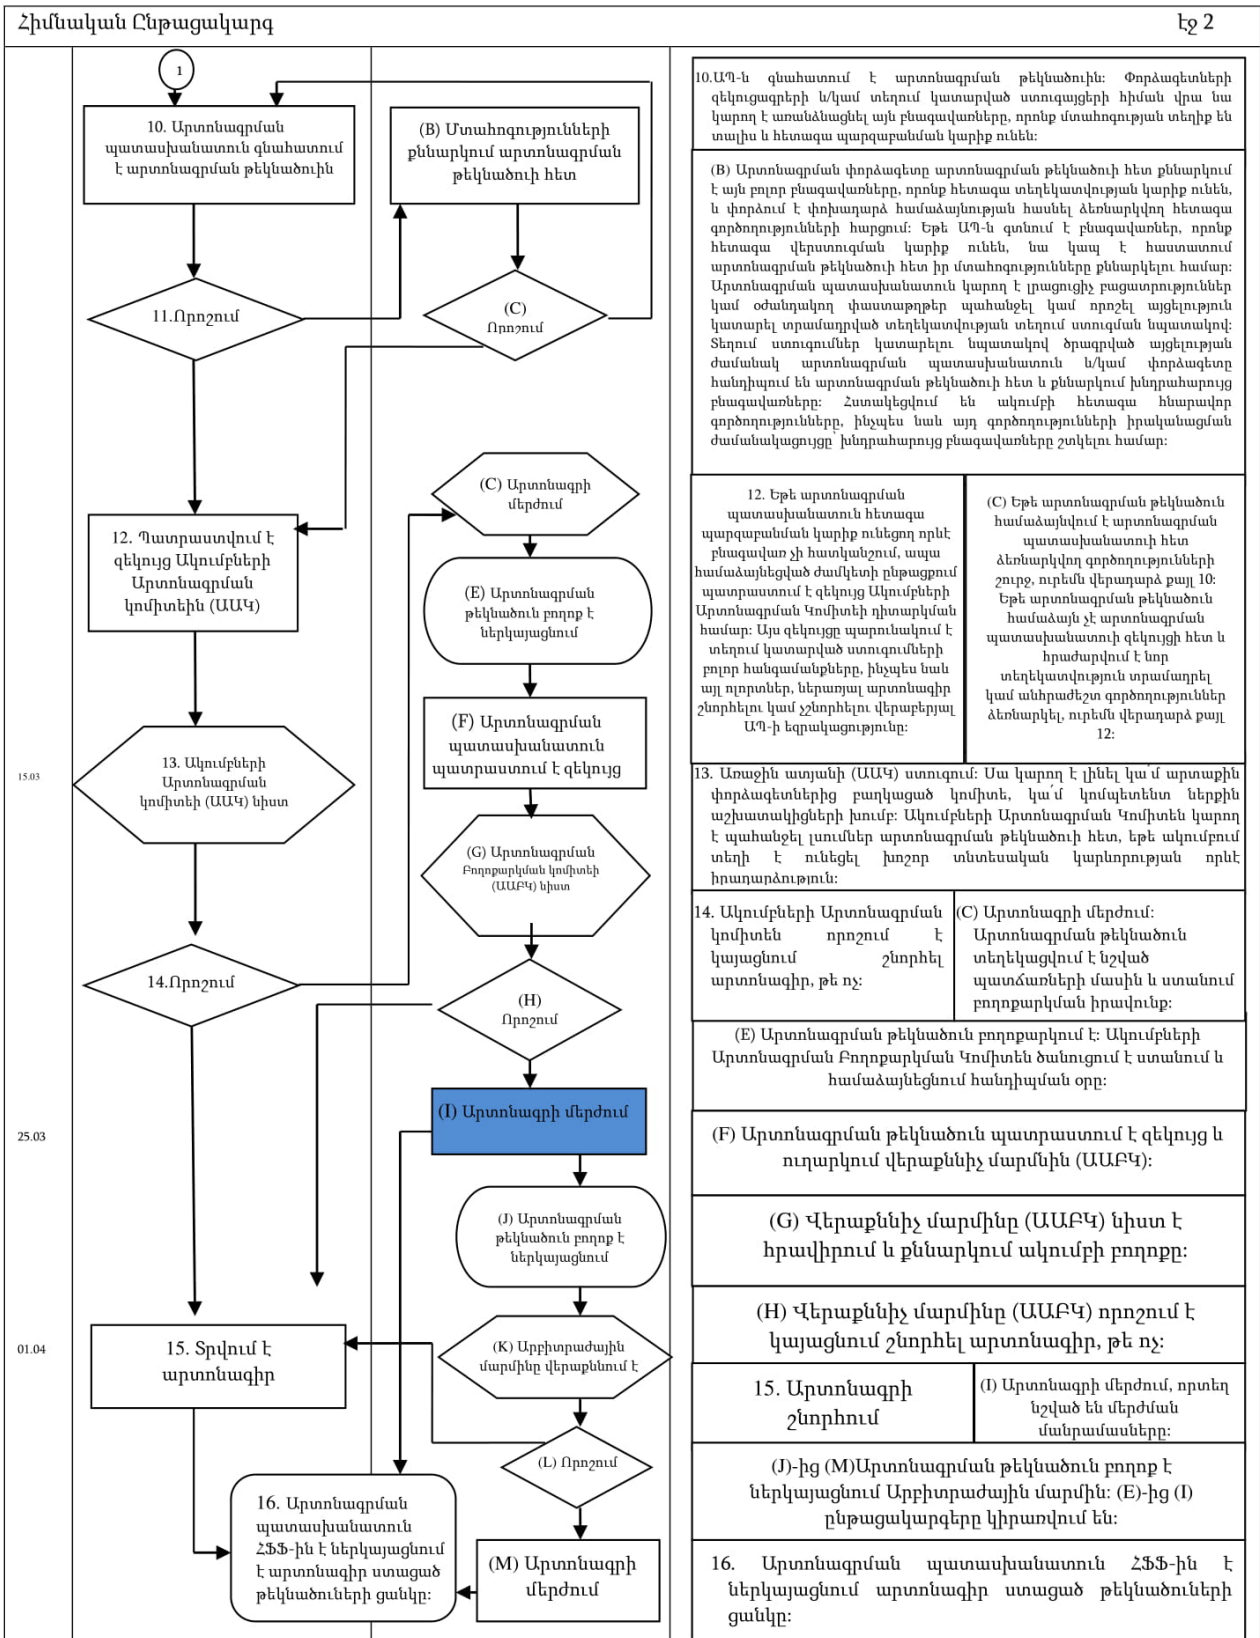 Հիմնական Ընթացակարգ
էջ 2
1
10. Արտոնագրման
պատասխանատուն գնահատում
է արտոնագրման թեկնածուին
(B) Մտահոգությունների
քննարկում արտոնագրման
թեկնածուի հետ
11.Որոշում
(C)
Որոշում
(C) Արտոնագրի
մերժում
12. Պատրաստվում է
զեկույց Ակումբների
Արտոնագրման
կոմիտեին (ԱԱԿ)
(E) Արտոնագրման
թեկնածուն բողոք է
ներկայացնում
(F) Արտոնագրման
պատասխանատուն
պատրաստում է զեկույց
15.03
13. Ակումբների
Արտոնագրման
կոմիտեի (ԱԱԿ) նիստ
(G) Արտոնագրման
Բողոքարկման կոմիտեի
(ԱԱԲԿ) նիստ
14.Որոշում
(H)
Որոշում
(I) Արտոնագրի մերժում
25.03
(J) Արտոնագրման
թեկնածուն բողոք է
ներկայացնում
01.04
15. Տրվում է
արտոնագիր
(K) Արբիտրաժային
մարմինը վերաքննում է
(L) Որոշում
16. Արտոնագրման
պատասխանատուն
ՀՖՖ-ին է ներկայացնում
է արտոնագիր ստացած
թեկնածուների ցանկը:
(M) Արտոնագրի
մերժում
10.ԱՊ-ն գնահատում է արտոնագրման թեկնածուին: Փորձագետների
զեկուցագրերի և/կամ տեղում կատարված ստուգայցերի հիման վրա նա
կարող է առանձնացնել այն բնագավառները, որոնք մտահոգության տեղիք են
տալիս և հետագա պարզաբանման կարիք ունեն:
(B) Արտոնագրման փորձագետը արտոնագրման թեկնածուի հետ քննարկում
է այն բոլոր բնագավառները, որոնք հետագա տեղեկատվության կարիք ունեն,
և փորձում է փոխադարձ համաձայնության հասնել ձեռնարկվող հետագա
գործողությունների հարցում: Եթե ԱՊ-ն գտնում է բնագավառներ, որոնք
հետագա վերստուգման կարիք ունեն, նա կապ է հաստատում
արտոնագրման թեկնածուի հետ իր մտահոգությունները քննարկելու համար:
Արտոնագրման պատասխանատուն կարող է լրացուցիչ բացատրություններ
կամ օժանդակող փաստաթղթեր պահանջել կամ որոշել այցելություն
կատարել տրամադրված տեղեկատվության տեղում ստուգման նպատակով:
Տեղում ստուգումներ կատարելու նպատակով ծրագրված այցելության
ժամանակ արտոնագրման պատասխանատուն և/կամ փորձագետը
հանդիպում են արտոնագրման թեկնածուի հետ և քննարկում խնդրահարույց
բնագավառները: Հստակեցվում են ակումբի հետագա հնարավոր
գործողությունները, ինչպես նաև այդ գործողությունների իրականացման
ժամանակացույցը՝ խնդրահարույց բնագավառները շտկելու համար:
12. Եթե արտոնագրման
պատասխանատուն հետագա
պարզաբանման կարիք ունեցող որևէ
բնագավառ չի հատկանշում, ապա
համաձայնեցված ժամկետի ընթացքում
պատրաստում է զեկույց Ակումբների
Արտոնագրման Կոմիտեի դիտարկման
համար: Այս զեկույցը պարունակում է
տեղում կատարված ստուգումների
բոլոր հանգամանքները, ինչպես նաև
այլ ոլորտներ, ներառյալ արտոնագիր
շնորհելու կամ չշնորհելու վերաբերյալ
ԱՊ-ի եզրակացությունը:
(C) Եթե արտոնագրման թեկնածուն
համաձայնվում է արտոնագրման
պատասխանատուի հետ
ձեռնարկվող գործողությունների
շուրջ, ուրեմն վերադարձ քայլ 10:
Եթե արտոնագրման թեկնածուն
համաձայն չէ արտոնագրման
պատասխանատուի զեկույցի հետ և
հրաժարվում է նոր
տեղեկատվություն տրամադրել
կամ անհրաժեշտ գործողություններ
ձեռնարկել, ուրեմն վերադարձ քայլ
12:
13. Առաջին ատյանի (ԱԱԿ) ստուգում: Սա կարող է լինել կա՛մ արտաքին
փորձագետներից բաղկացած կոմիտե, կա՛մ կոմպետենտ ներքին
աշխատակիցների խումբ: Ակումբների Արտոնագրման Կոմիտեն կարող
է պահանջել լսումներ արտոնագրման թեկնածուի հետ, եթե ակումբում
տեղի է ունեցել խոշոր տնտեսական կարևորության որևէ
իրադարձություն:
14. Ակումբների Արտոնագրման
կոմիտեն որոշում է
կայացնում շնորհել
արտոնագիր, թե ոչ:
(C) Արտոնագրի մերժում:
Արտոնագրման թեկնածուն
տեղեկացվում է նշված
պատճառների մասին և ստանում
բողոքարկման իրավունք:
(E) Արտոնագրման թեկնածուն բողոքարկում է: Ակումբների
Արտոնագրման Բողոքարկման Կոմիտեն ծանուցում է ստանում և
համաձայնեցնում հանդիպման օրը:
(F) Արտոնագրման թեկնածուն պատրաստում է զեկույց և
ուղարկում վերաքննիչ մարմնին (ԱԱԲԿ):
(G) Վերաքննիչ մարմինը (ԱԱԲԿ) նիստ է
հրավիրում և քննարկում ակումբի բողոքը:
(H) Վերաքննիչ մարմինը (ԱԱԲԿ) որոշում է
կայացնում շնորհել արտոնագիր, թե ոչ:
15. Արտոնագրի
շնորհում
(I) Արտոնագրի մերժում, որտեղ
նշված են մերժման
մանրամասները:
(J)-ից (M)Արտոնագրման թեկնածուն բողոք է
ներկայացնում Արբիտրաժային մարմին: (E)-ից (I)
ընթացակարգերը կիրառվում են:
16. Արտոնագրման պատասխանատուն ՀՖՖ-ին է
ներկայացնում արտոնագիր ստացած թեկնածուների
ցանկը: